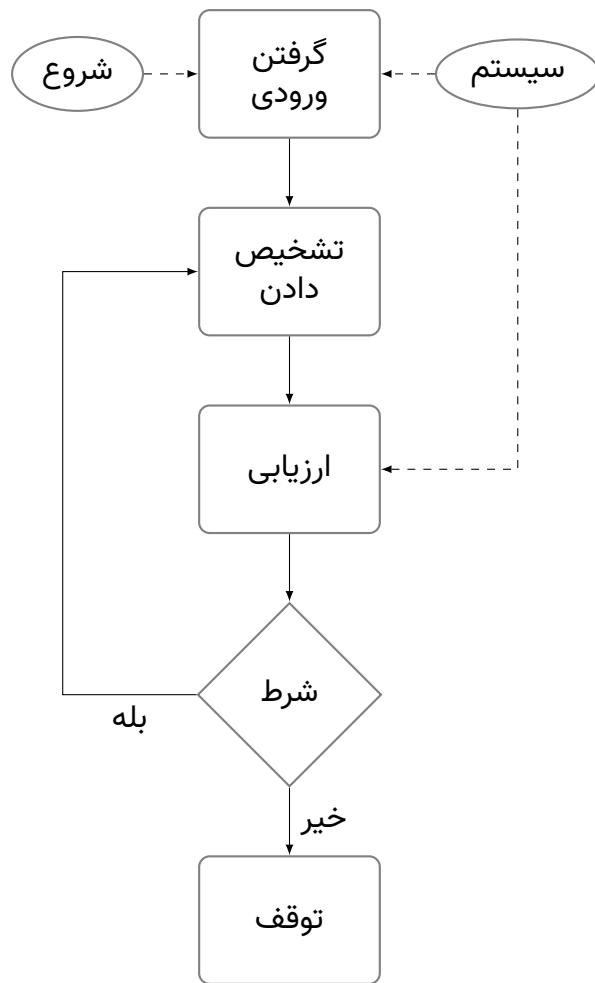 شروع
گرفتن
ورودی
سیستم
تشخیص
دادن
ارزیابی
شرط
بله
خیر
توقف